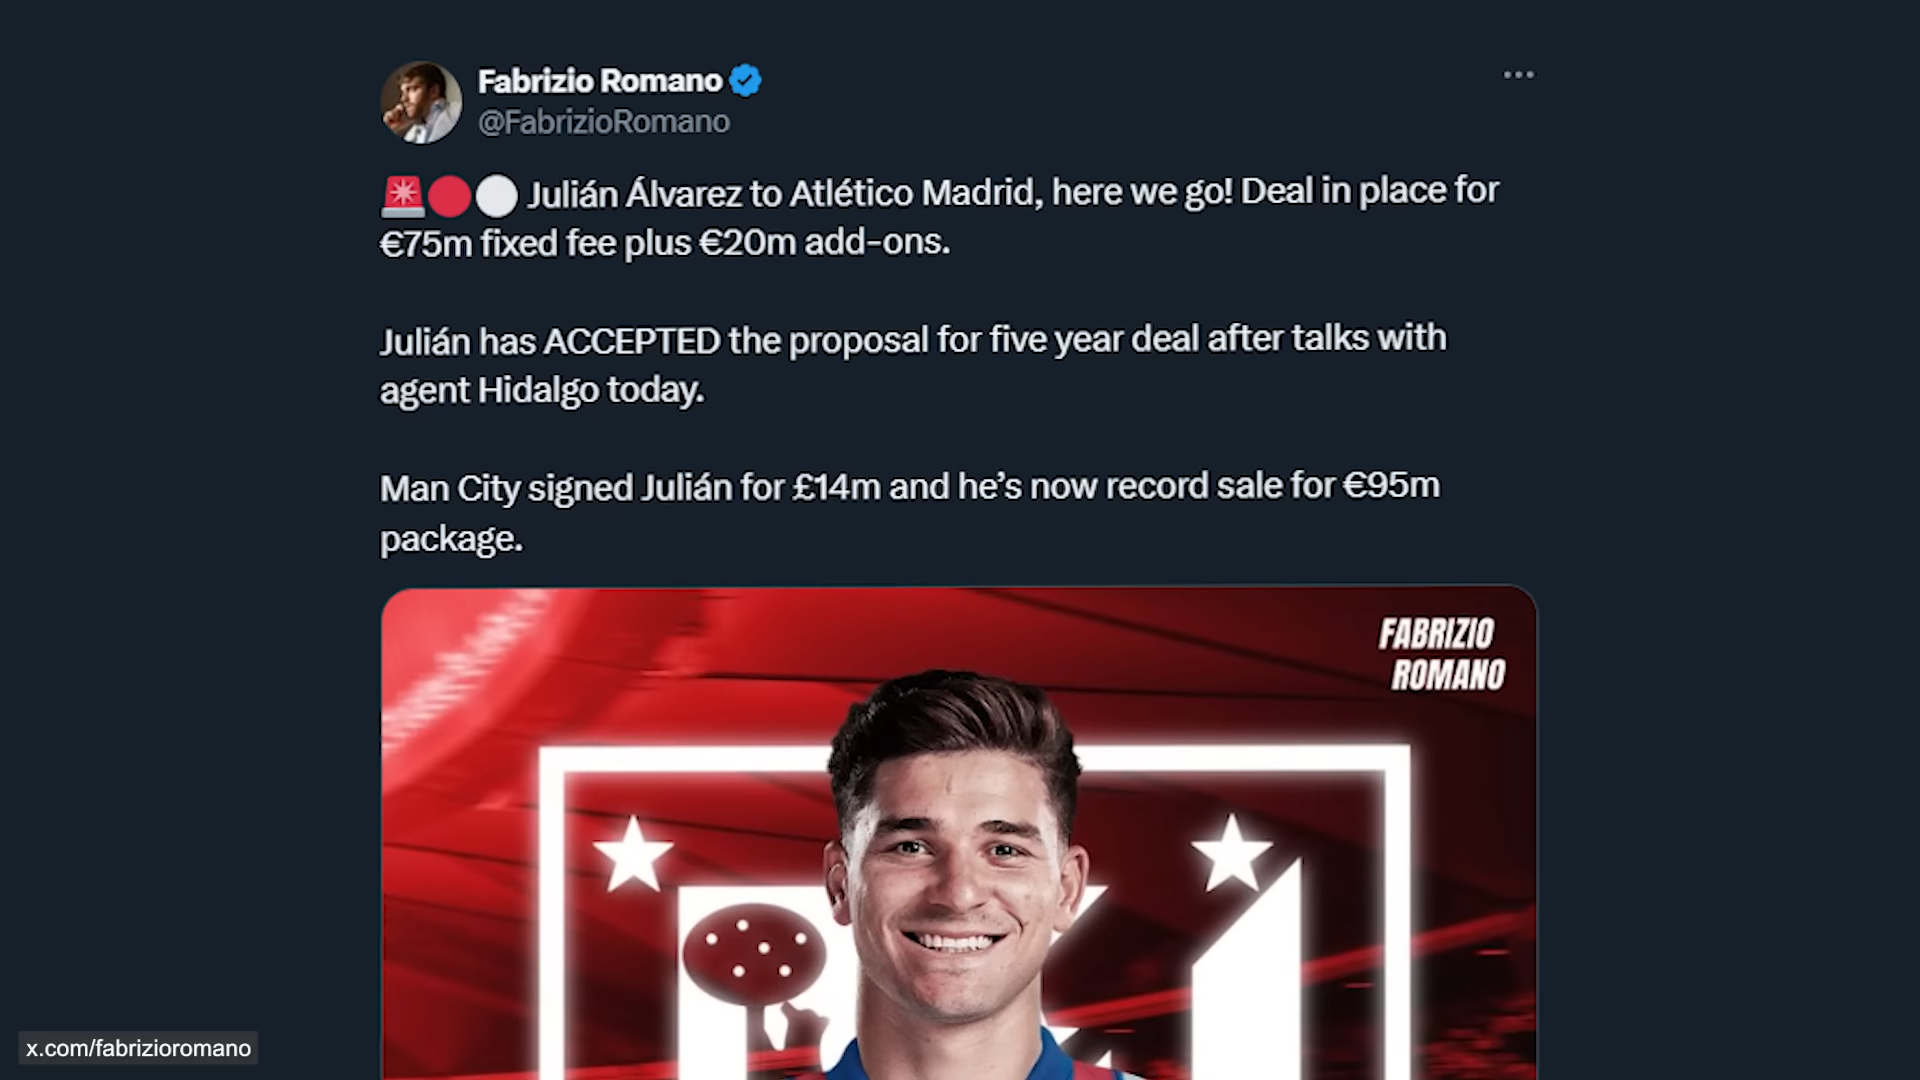 Fabrizio Romano
@FabrizioRomano
🚨🔴⚪ Julián Álvarez to Atlético Madrid, here we go! Deal in place for
€75m fixed fee plus €20m add-ons.
Julián has ACCEPTED the proposal for five year deal after talks with
agent Hidalgo today.
Man City signed Julián for £14m and he’s now record sale for €95m
package.
FABRIZIO
ROMANO
x.com/fabrizioromano